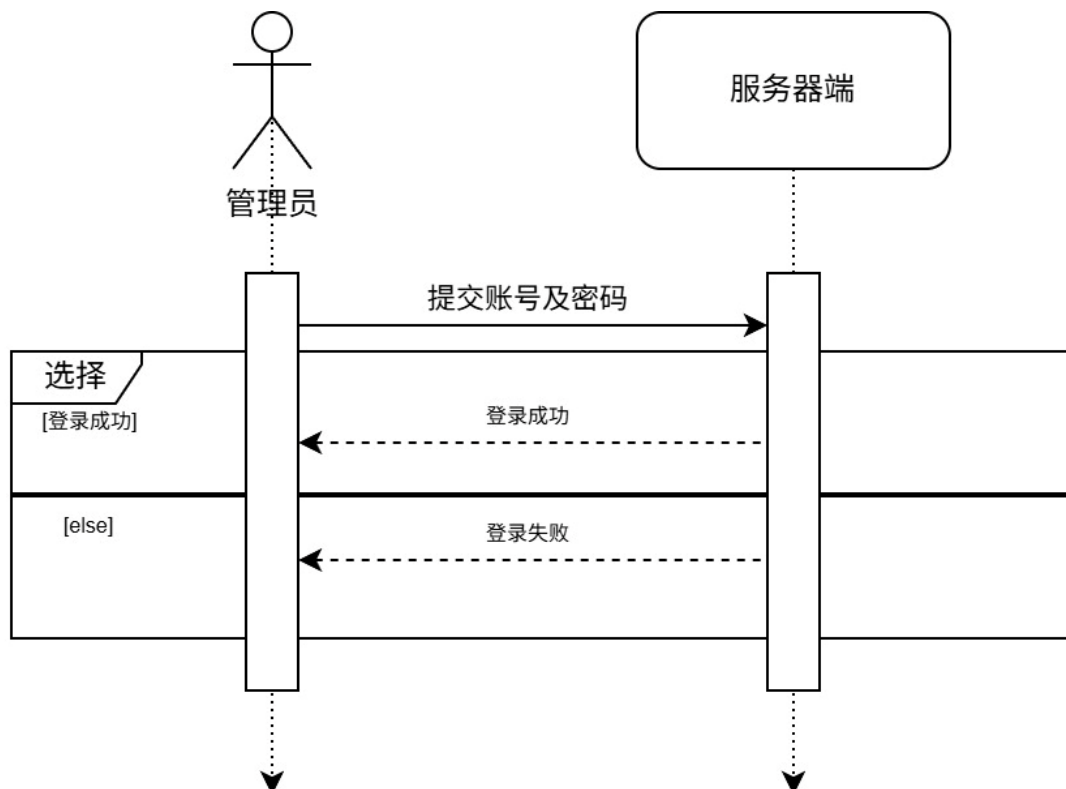 服务器端
管理员
提交账号及密码
选择
[登录成功]
登录成功
[else]
登录失败